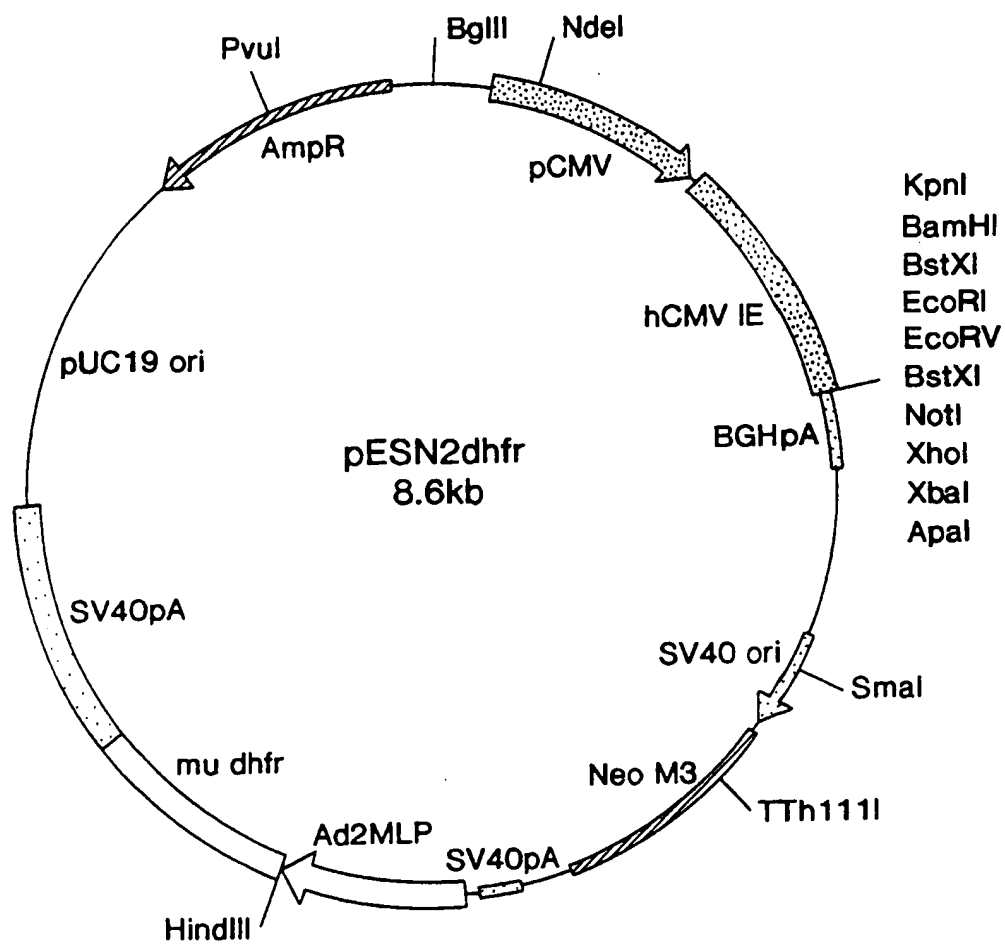 BglII
NdeI
PvuI
AmpR
pCMV
KpnI
BamHI
BstXI
EcoRI
EcoRV
BstXI
NotI
XhoI
XbaI
ApaI
hCMV IE
pUC19 ori
BGHpA
pESN2dhfr
8.6kb
SV40pA
SV40 ori
SmaI
mu dhfr
Neo M3
TTh111I
Ad2MLP
SV40pA
HindIII